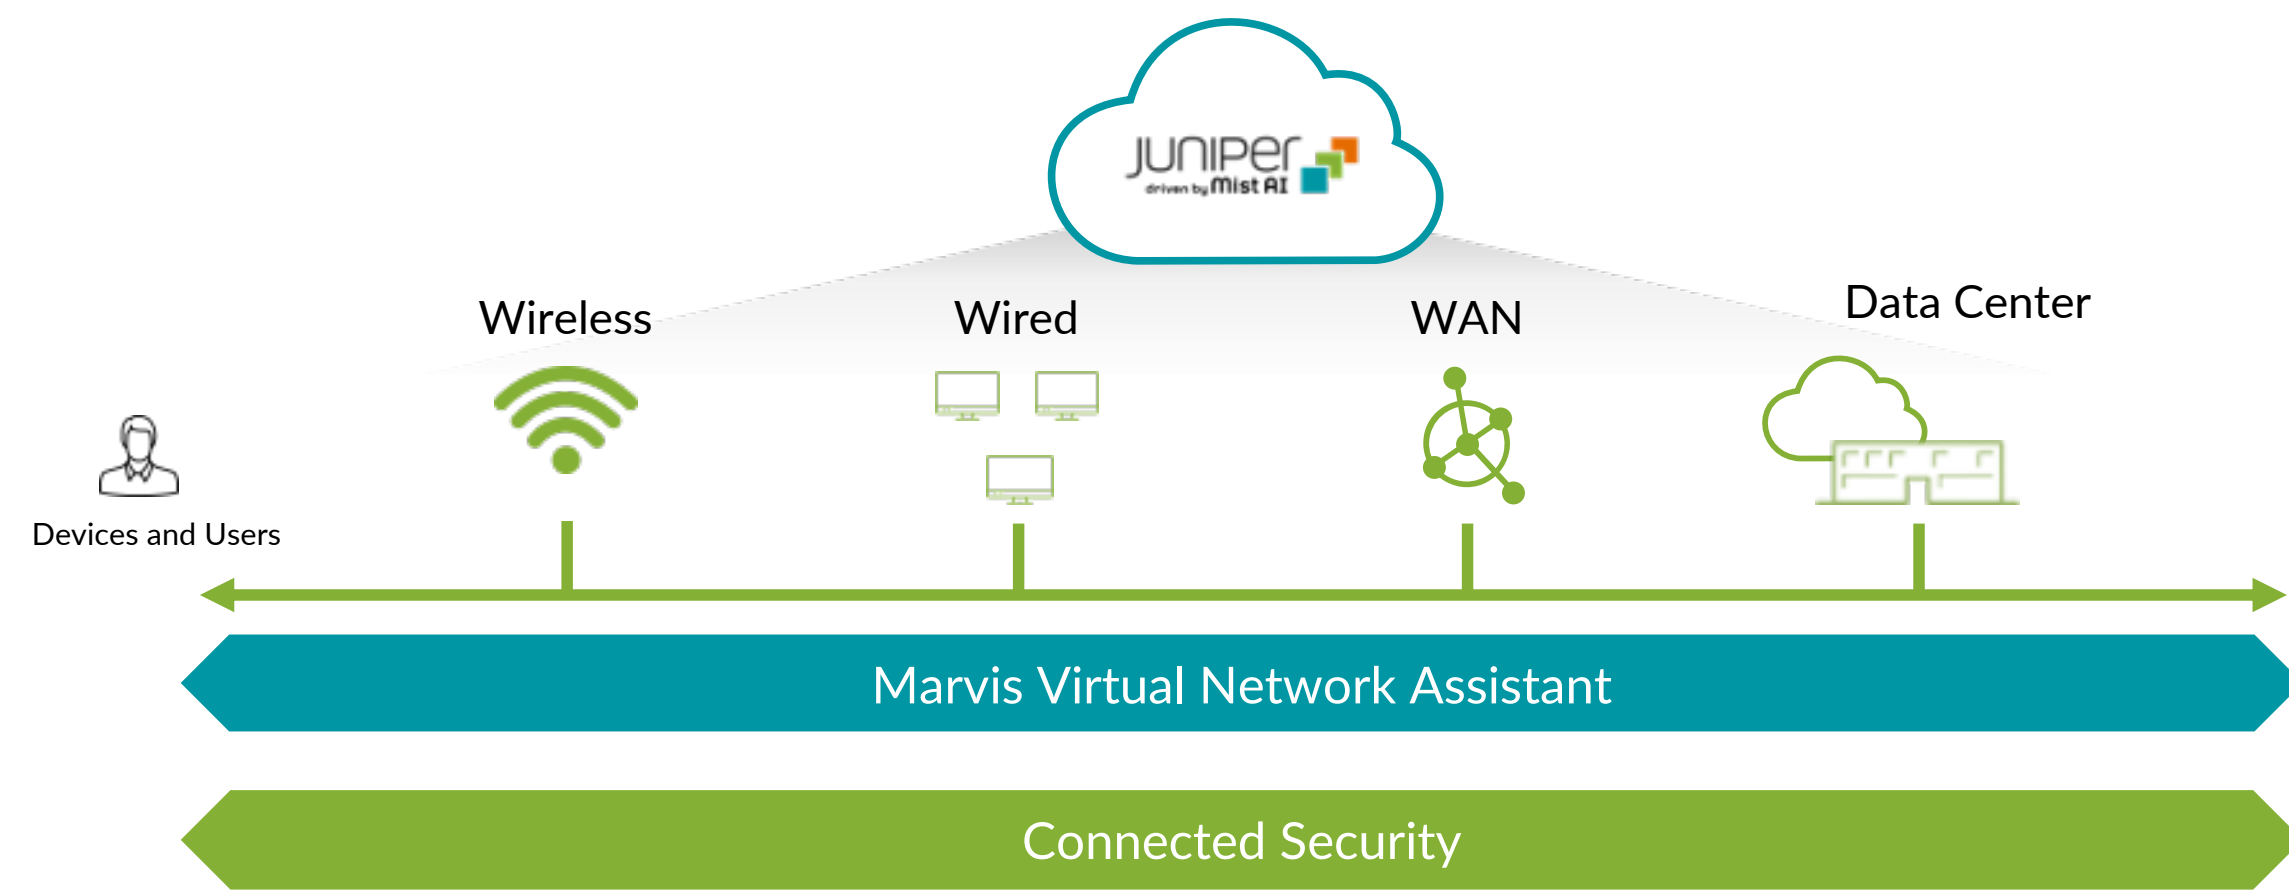 JUNIPer
driven by Mist AI
Wireless
Wired
WAN
Data Center
Devices and Users
Marvis Virtual Network Assistant
Connected Security